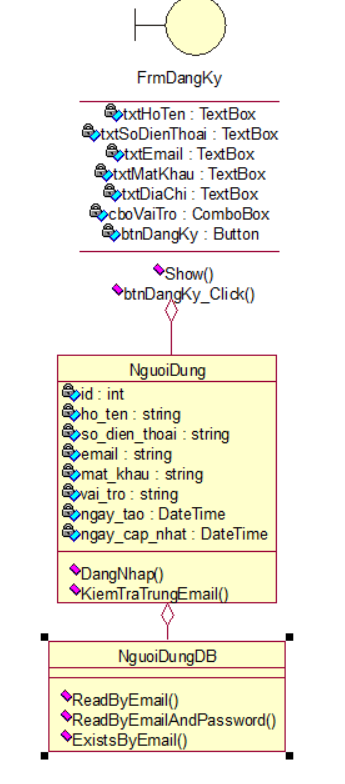 FrmDangKy
txtHoTen : TextBox
txtSoDienThoai : TextBox
txtEmail : TextBox
txtMatKhau : TextBox
txtDiaChi : TextBox
cboVaiTro : ComboBox
btnDangKy : Button
Show()
btnDangKy_Click()
NguoiDung
id : int
ho_ten : string
so_dien_thoai : string
email : string
mat_khau : string
vai_tro : string
ngay_tao : DateTime
ngay_cap_nhat : DateTime
DangNhap()
KiemTraTrungEmail()
NguoiDungDB
ReadByEmail()
ReadByEmailAndPassword()
ExistsByEmail()